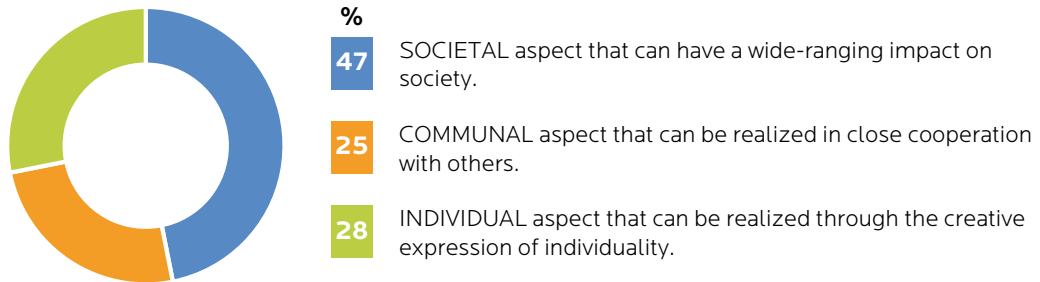 %
47
SOCIETAL aspect that can have a wide-ranging impact on
society.
25
COMMUNAL aspect that can be realized in close cooperation
with others.
28
INDIVIDUAL aspect that can be realized through the creative
expression of individuality.